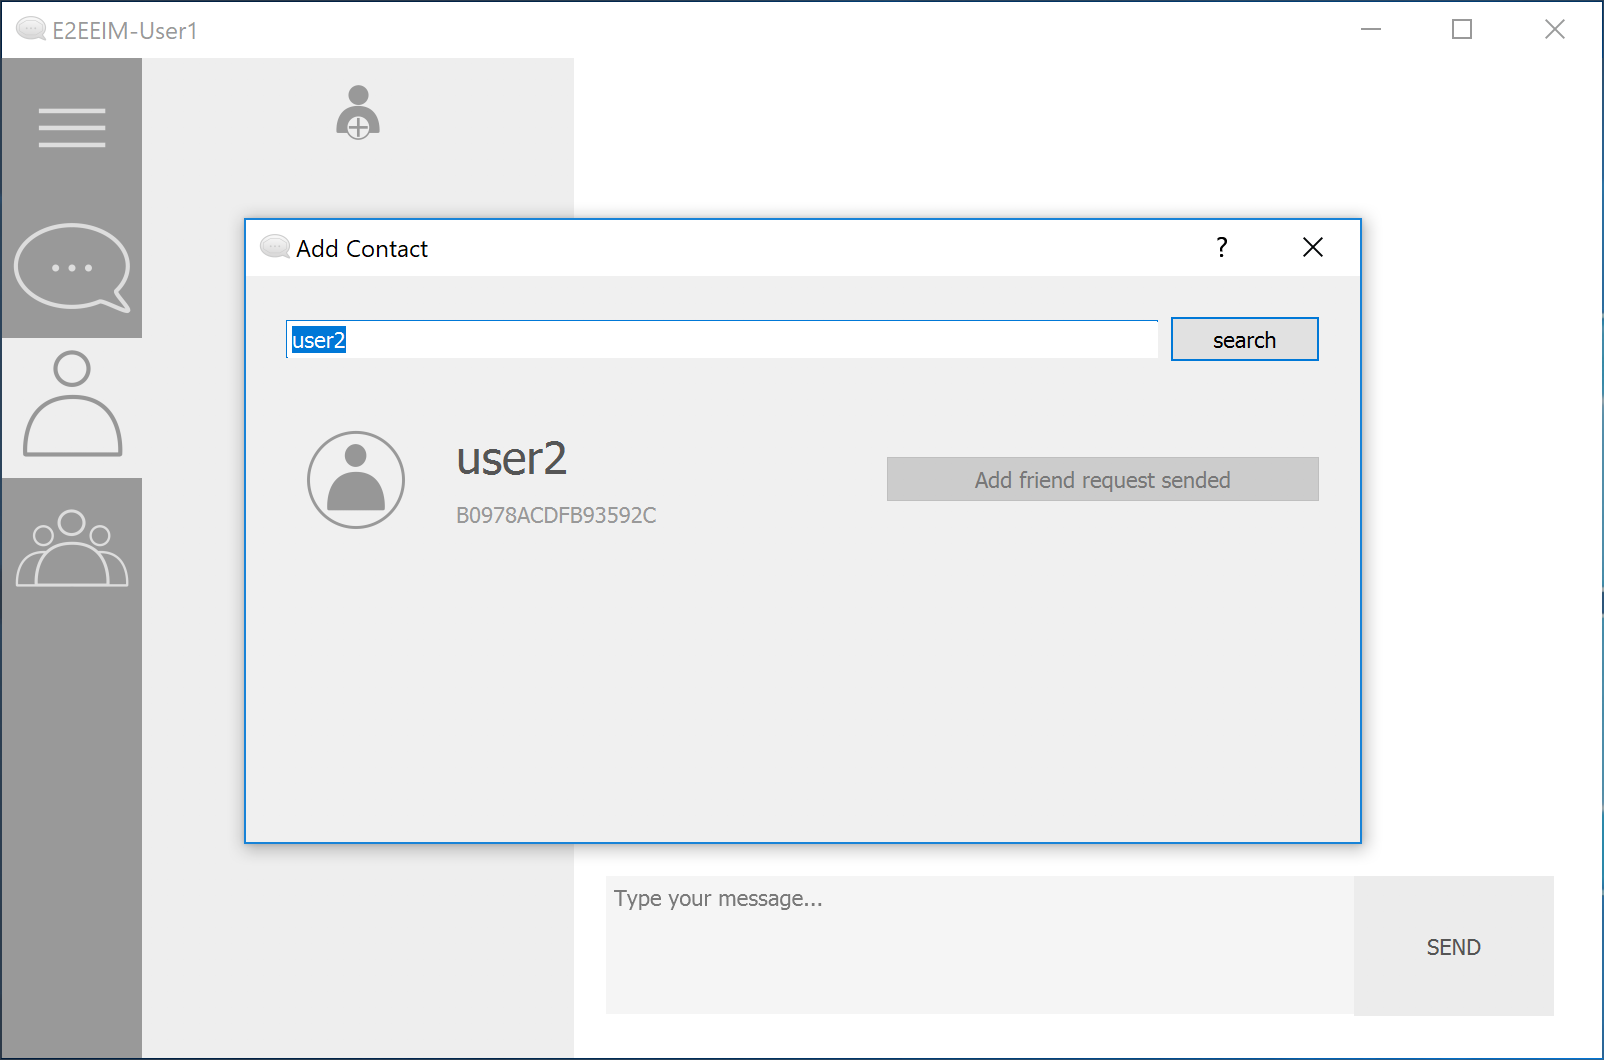 E2EEIM-User1
Add Contact
?
user2
search
user2
Add friend request sended
B0978ACDFB93592C
Type your message...
SEND